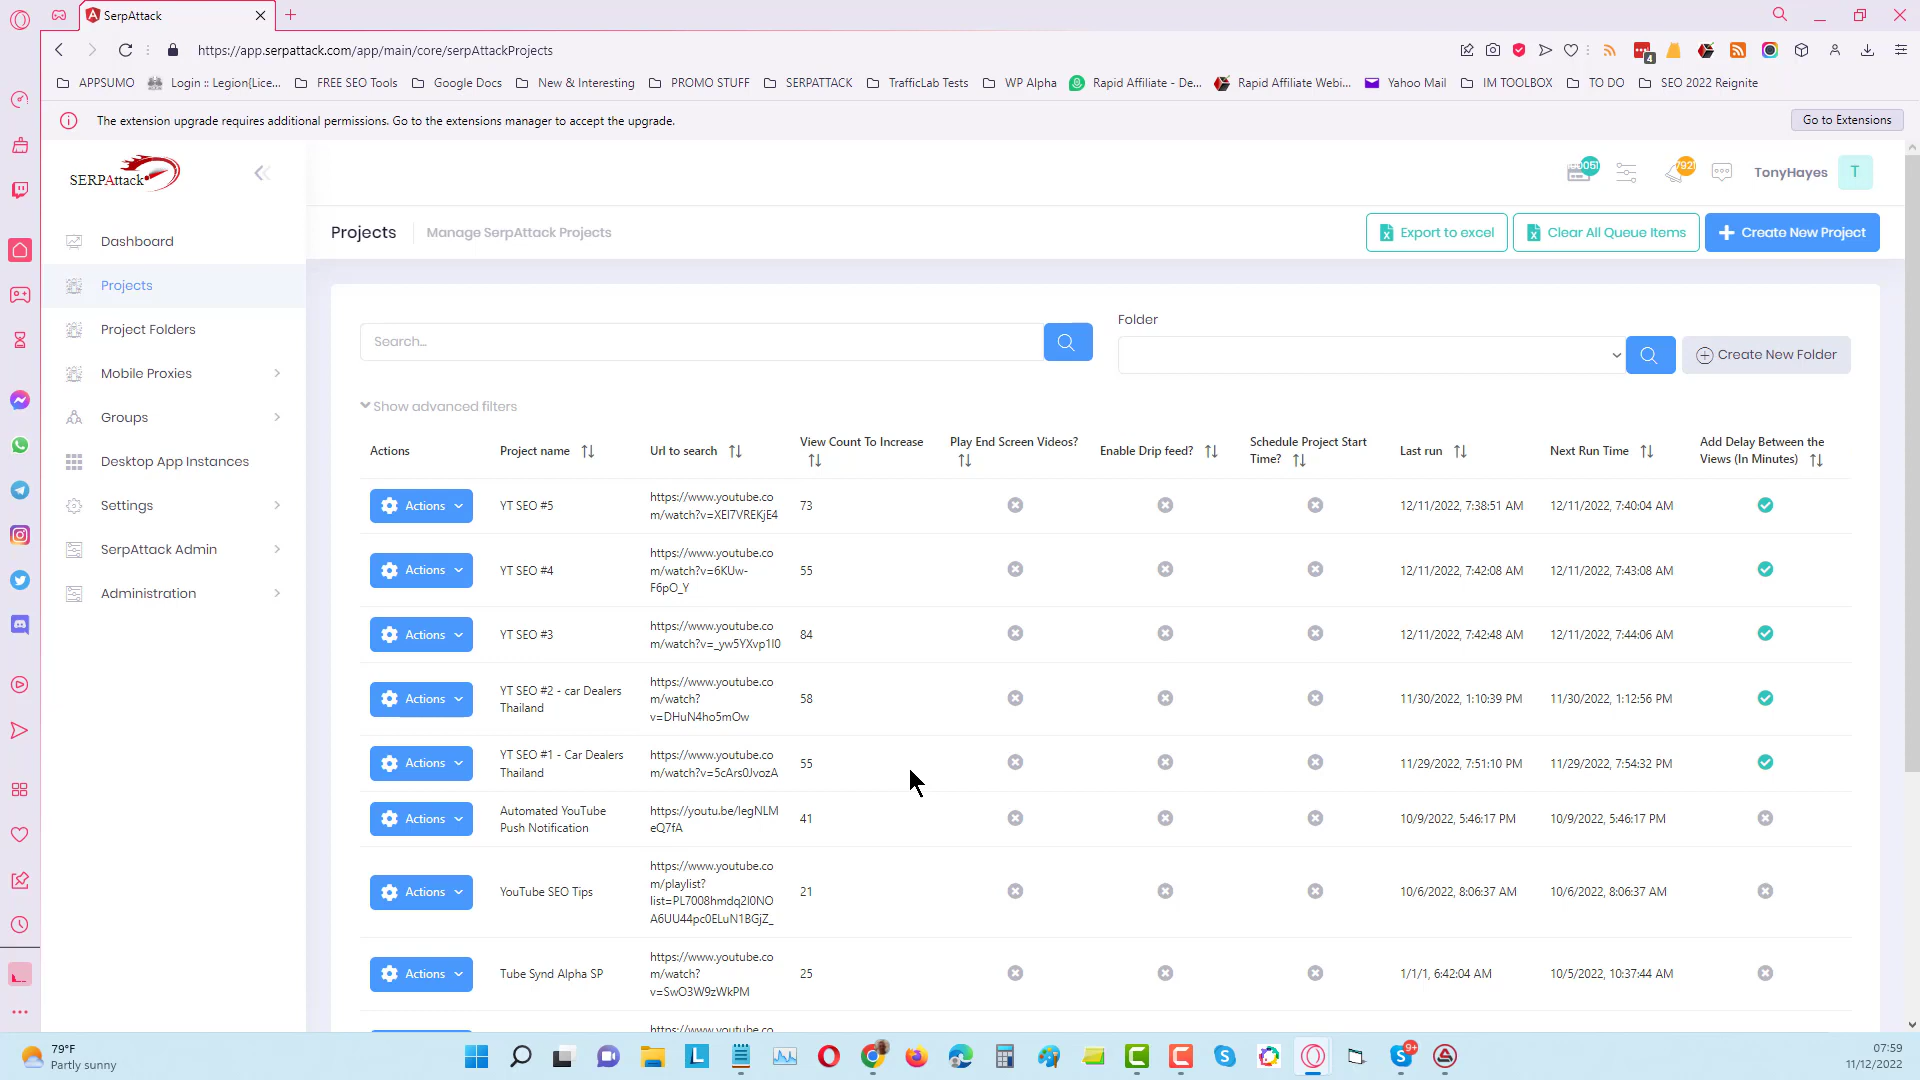 SerpAttack
https://app.serpattack.com/app/main/core/serpAttackProjects
4
APPSUMO
Login :: Legion{Lice...
FREE SEO Tools
Google Docs
New & Interesting
PROMO STUFF
SERPATTACK
TrafficLab Tests
WP Alpha
Rapid Affiliate - De...
Rapid Affiliate Webi...
Yahoo Mail
IM TOOLBOX
TO DO
SEO 2022 Reignite
The extension upgrade requires additional permissions. Go to the extensions manager to accept the upgrade.
Go to Extensions
SERPAttack
TonyHayes
T
Dashboard
Projects
Project Folders
Mobile Proxies
Groups
Desktop App Instances
Settings
SerpAttack Admin
Administration
Projects
Manage SerpAttack Projects
Export to excel
Clear All Queue Items
Create New Project
Search...
Folder
Create New Folder
Show advanced filters
Actions
Project name
Url to search
View Count To Increase
Play End Screen Videos?
Enable Drip feed?
Schedule Project Start
Time?
Last run
Next Run Time
Add Delay Between the
Views (In Minutes)
Actions
YT SEO #5
https://www.youtube.co
m/watch?v=XEI7VREKjE4
73
12/11/2022, 7:38:51 AM
12/11/2022, 7:40:04 AM
Actions
YT SEO #4
https://www.youtube.co
m/watch?v=6KUw-
F6pO_Y
55
12/11/2022, 7:42:08 AM
12/11/2022, 7:43:08 AM
Actions
YT SEO #3
https://www.youtube.co
m/watch?v=_yw5YXvp1I0
84
12/11/2022, 7:42:48 AM
12/11/2022, 7:44:06 AM
Actions
YT SEO #2 - car Dealers
Thailand
https://www.youtube.co
m/watch?
v=DHuN4ho5mOw
58
11/30/2022, 1:10:39 PM
11/30/2022, 1:12:56 PM
Actions
YT SEO #1 - Car Dealers
Thailand
https://www.youtube.co
m/watch?v=5cArs0JvozA
55
11/29/2022, 7:51:10 PM
11/29/2022, 7:54:32 PM
Actions
Automated YouTube
Push Notification
https://youtu.be/legNLM
eQ7fA
41
10/9/2022, 5:46:17 PM
10/9/2022, 5:46:17 PM
Actions
YouTube SEO Tips
https://www.youtube.co
m/playlist?
list=PL7008hmdq2I0NO
A6UU44pc0ELuN1BGjZ_
21
10/6/2022, 8:06:37 AM
10/6/2022, 8:06:37 AM
Actions
Tube Synd Alpha SP
https://www.youtube.co
m/watch?
v=SwO3W9zWkPM
25
1/1/1, 6:42:04 AM
10/5/2022, 10:37:44 AM
https://www.youtube.co
79°F
Partly sunny
9+
07:59
11/12/2022